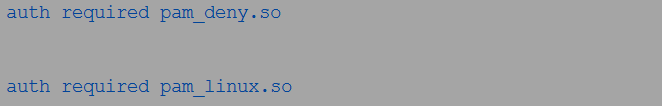 auth required pam_deny.so
auth required pam_linux.so